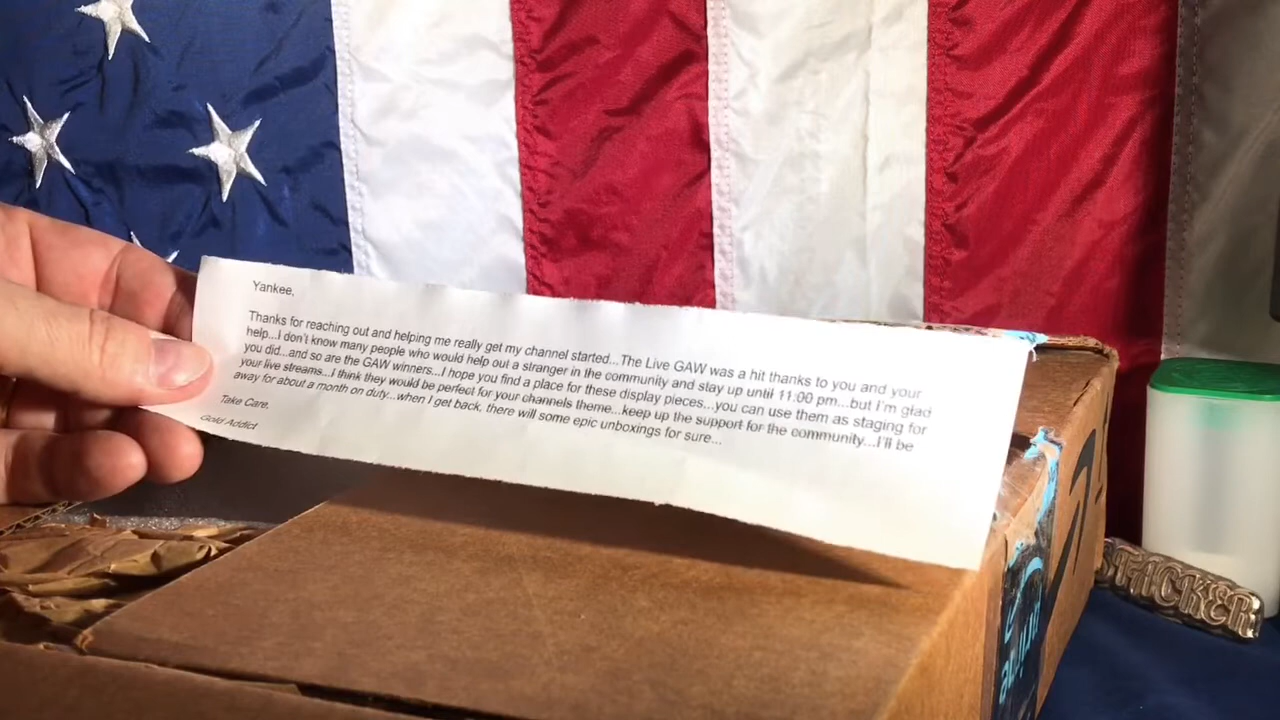 Yankee,
Thanks for reaching out and helping me really get my channel started...The Live GAW was a hit thanks to you and your
help...I don't know many people who would help out a stranger in the community and stay up until 11:00 pm...but I'm glad
you did...and so are the GAW winners...I hope you find a place for these display pieces...you can use them as staging for
your live streams...I think they would be perfect for your channels theme...keep up the support for the community...I'll be
away for about a month on duty...when I get back, there will some epic unboxings for sure...
Take Care,
Gold Addict
STACKER